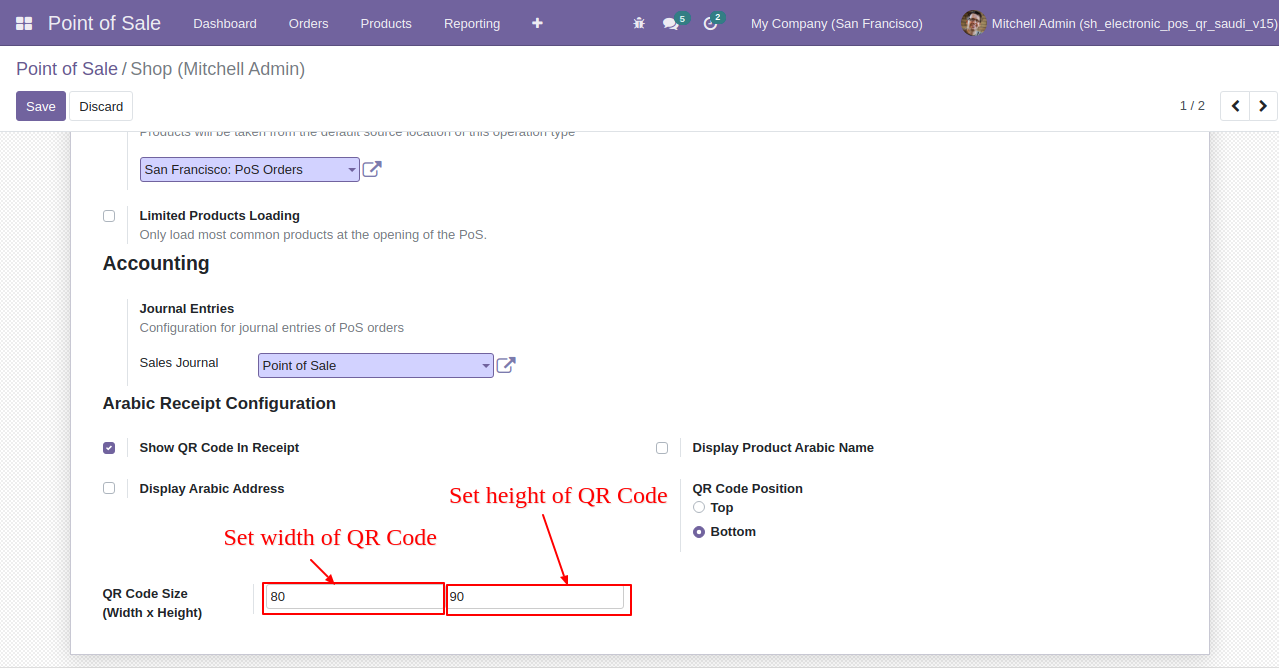 Point of Sale Dashboard Orders Products Reporting + 5 2 My Company (San Francisco) Mitchell Admin (sh_electronic_pos_qr_saudi_v15)
Point of Sale / Shop (Mitchell Admin)
Save Discard 1 / 2
Products will be taken from the default source location of this operation type
San Francisco: PoS Orders
Limited Products Loading
Only load most common products at the opening of the PoS.
Accounting
Journal Entries
Configuration for journal entries of PoS orders
Sales Journal Point of Sale
Arabic Receipt Configuration
Show QR Code In Receipt Display Product Arabic Name
Display Arabic Address QR Code Position
Set height of QR Code
Top
Bottom
Set width of QR Code
QR Code Size
(Width x Height)
80 90